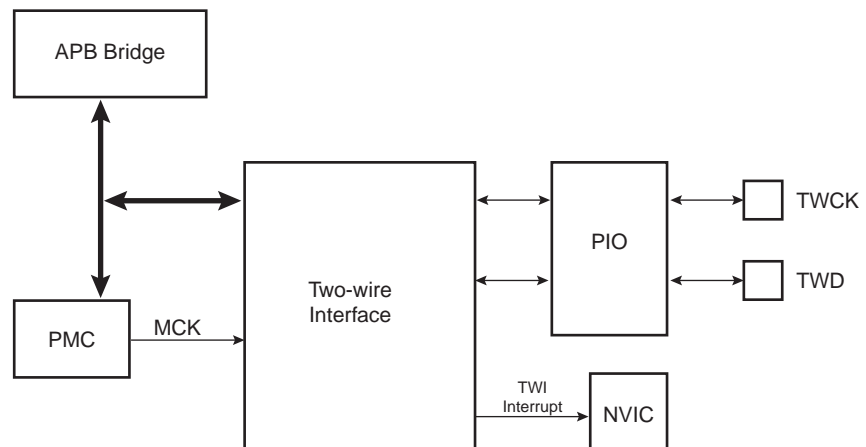 APB Bridge
TWCK
PIO
TWD
Two-wire
Interface
PMC
MCK
TWI
Interrupt
NVIC